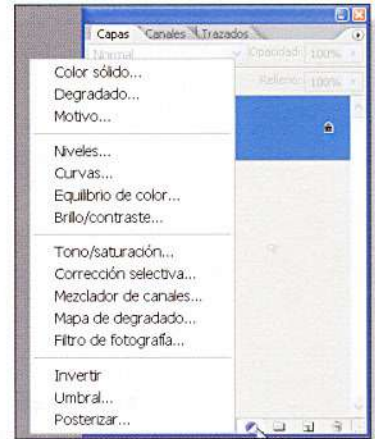 Capas Canales Trazados
Normal Opacidad: 100%
Relleno: 100%
Color sólido...
Degradado...
Motivo...
Niveles...
Curvas...
Equilibrio de color...
Brillo/contraste...
Tono/saturación...
Corrección selectiva...
Mezclador de canales...
Mapa de degradado...
Filtro de fotografía...
Invertir
Umbral...
Posterizar...